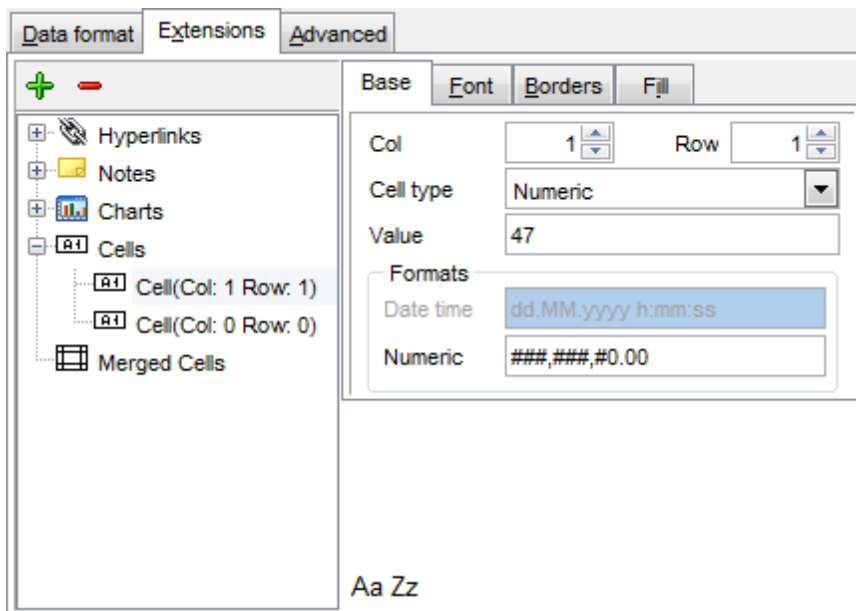 Data format Extensions Advanced
Base Font Borders Fill
Hyperlinks
Notes
Charts
Cells
Cell(Col: 1 Row: 1)
Cell(Col: 0 Row: 0)
Merged Cells
Col 1 Row 1
Cell type Numeric
Value 47
Formats
Date time dd.MM.yyyy h:mm:ss
Numeric ###,###,#0.00
Aa Zz